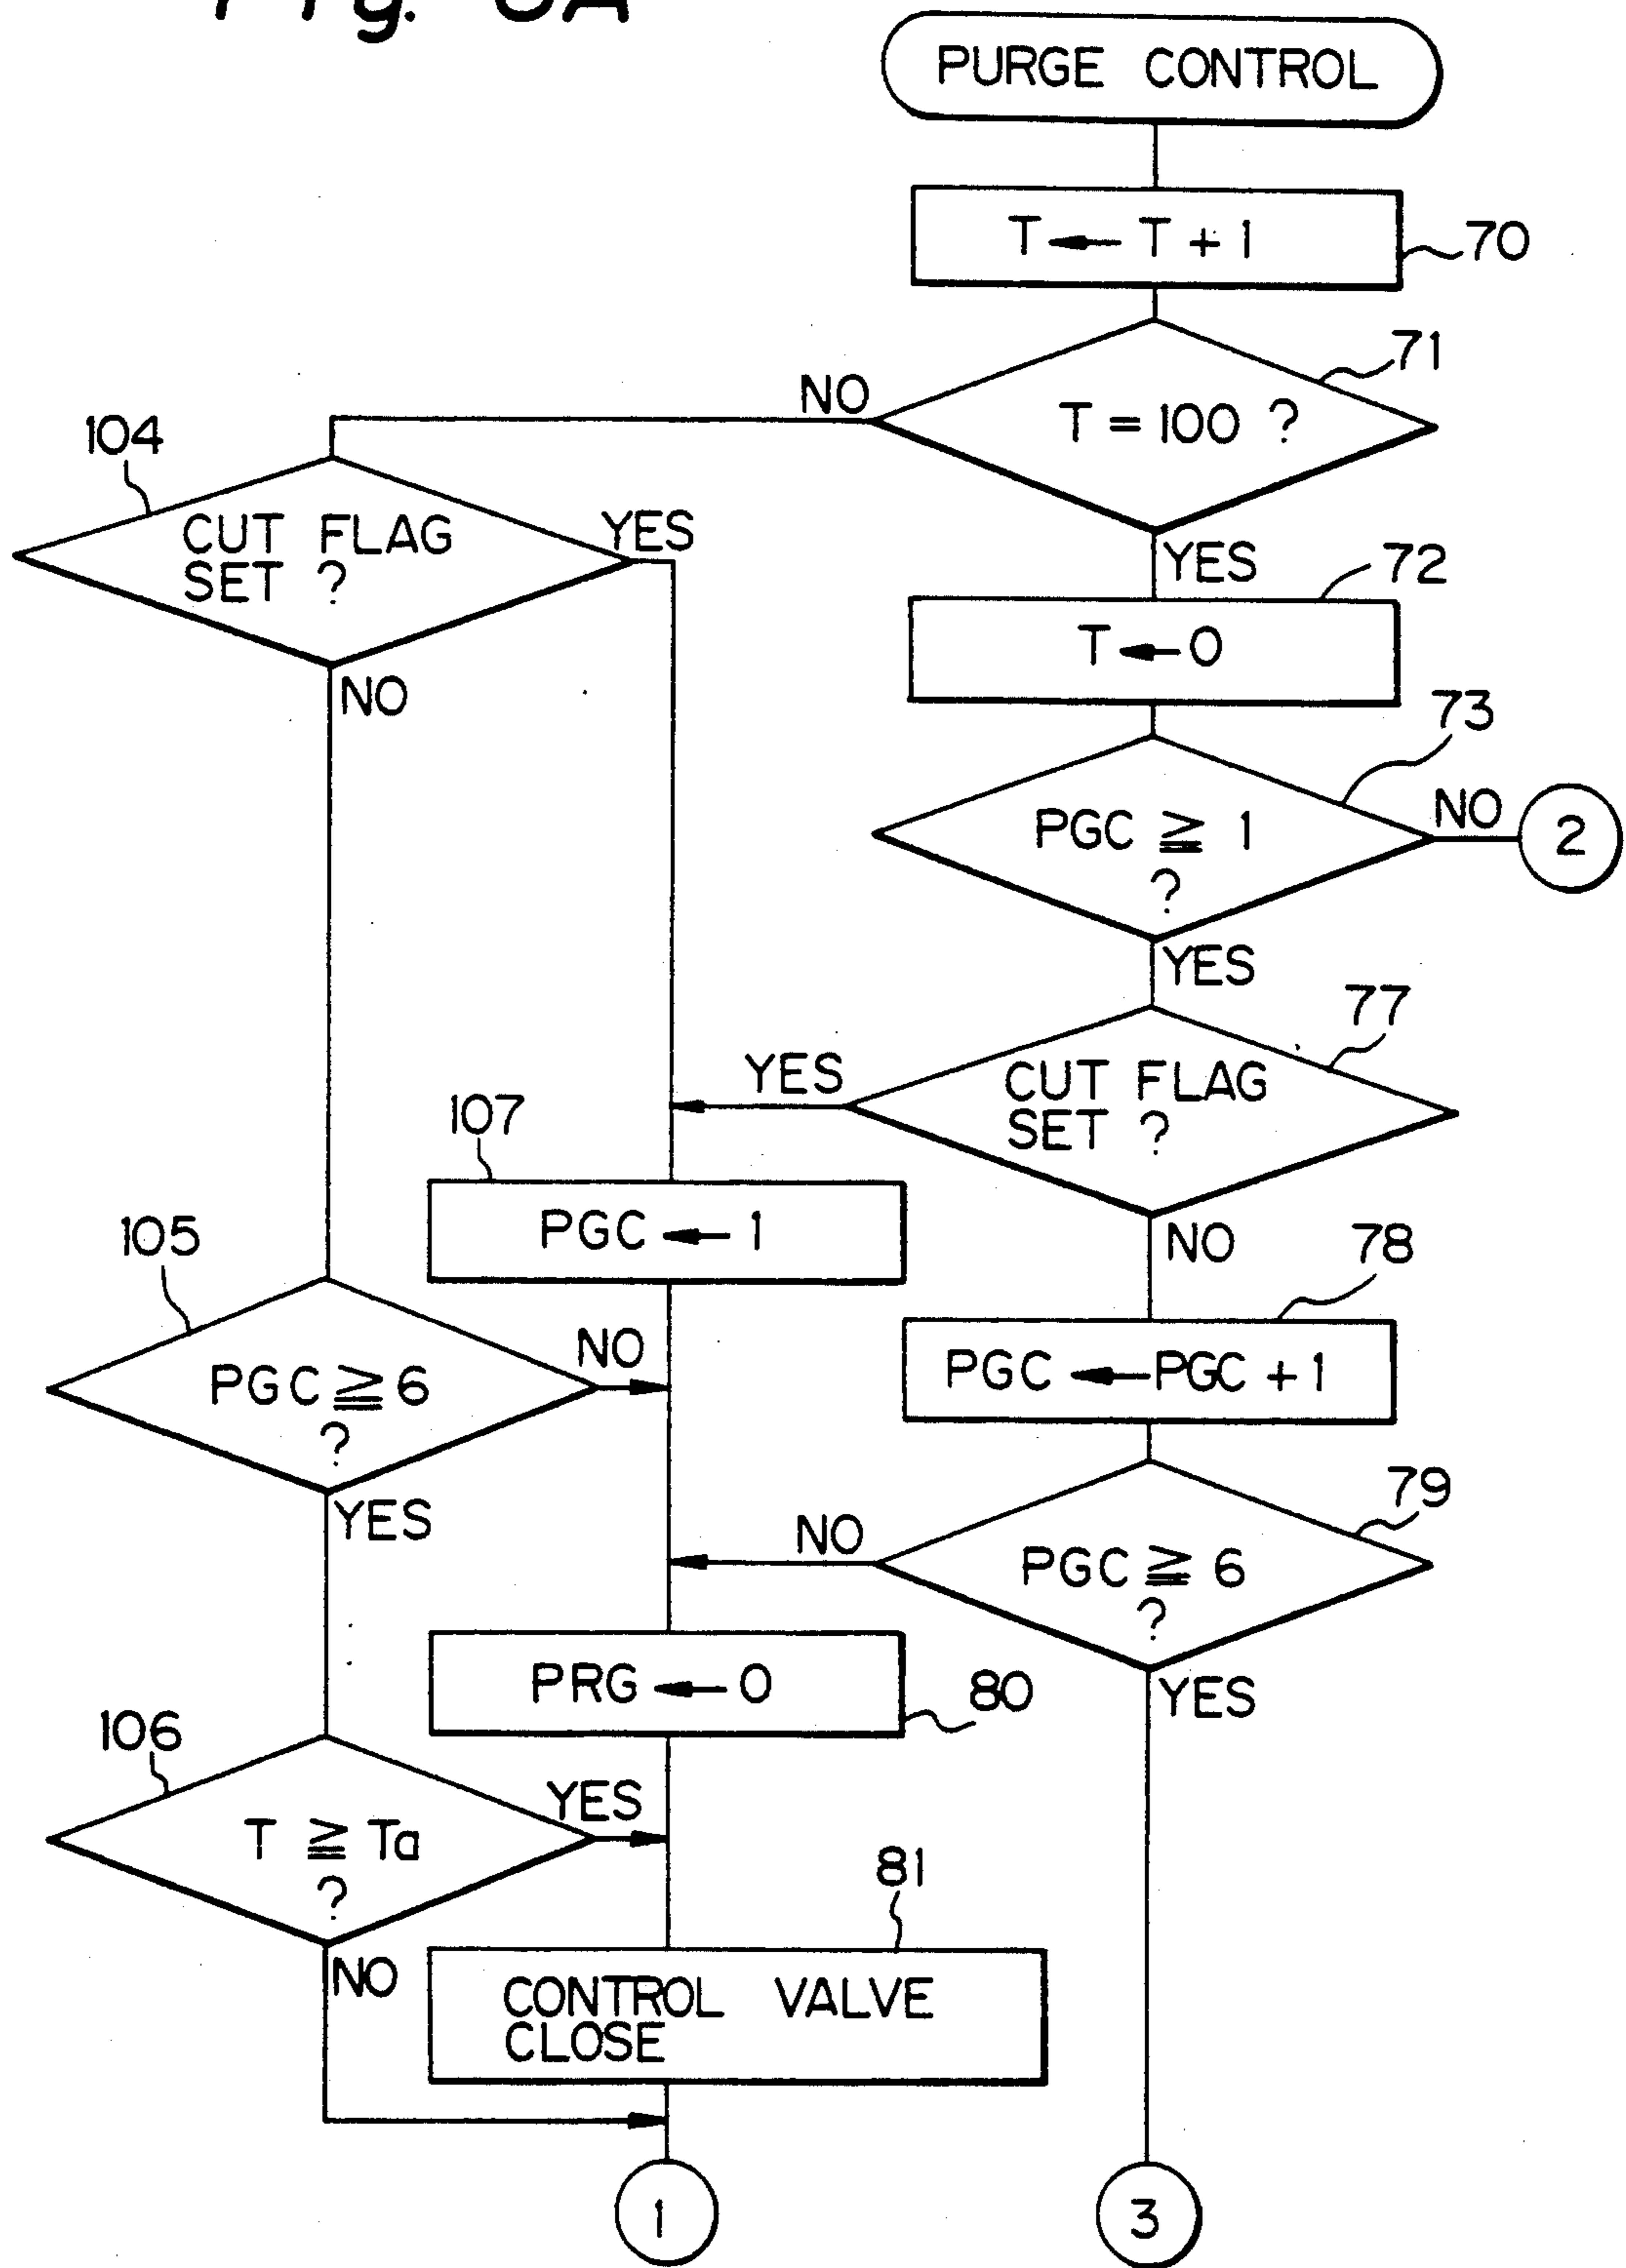 PURGE CONTROL
T ← T + 1
70
71
NO
T = 100 ?
104
CUT FLAG
SET ?
YES
YES
72
NO
T ← 0
73
PGC ≧ 1
?
NO
2
YES
77
YES
CUT FLAG
SET ?
107
PGC ← 1
NO
105
78
NO
PGC ≧ 6
?
PGC ← PGC + 1
YES
79
NO
PGC ≧ 6
?
PRG ← 0
80
YES
106
YES
T ≧ Ta
?
81
NO
CONTROL VALVE
CLOSE
1
3